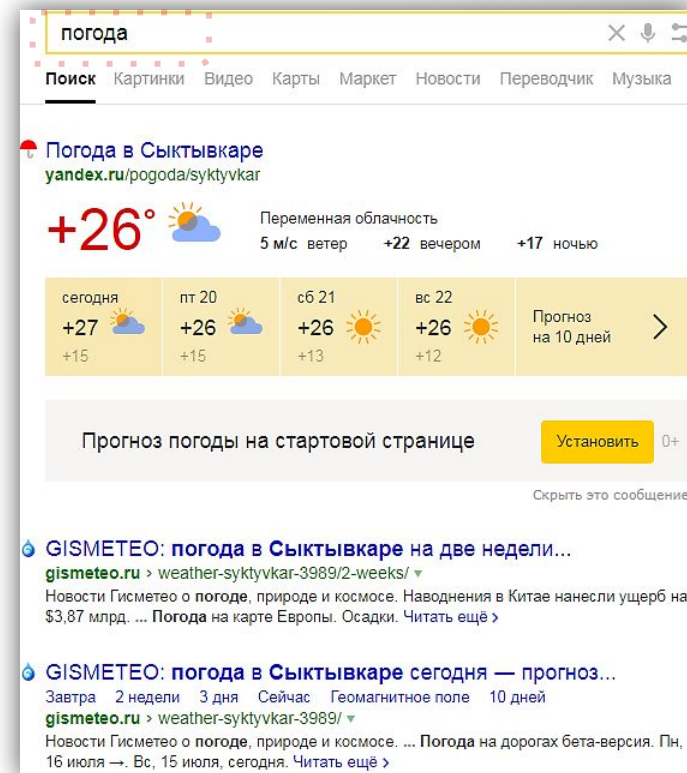 погода
Поиск Картинки Видео Карты Маркет Новости Переводчик Музыка
Погода в Сыктывкаре
yandex.ru/pogoda/syktyvkar
+26° Переменная облачность
5 м/с ветер +22 вечером +17 ночью
сегодня пт 20 сб 21 вс 22
+27 +26 +26 +26 Прогноз на 10 дней
+15 +15 +13 +12
Прогноз погоды на стартовой странице Установить 0+
Скрыть это сообщение
GISMETEO: погода в Сыктывкаре на две недели...
gismeteo.ru › weather-syktyvkar-3989/2-weeks/
Новости Гисметео о погоде, природе и космосе. Наводнения в Китае нанесли ущерб на
$3,87 млрд. ... Погода на карте Европы. Осадки. Читать ещё ›
GISMETEO: погода в Сыктывкаре сегодня — прогноз...
Завтра 2 недели 3 дня Сейчас Геомагнитное поле 10 дней
gismeteo.ru › weather-syktyvkar-3989/
Новости Гисметео о погоде, природе и космосе. ... Погода на дорогах бета-версия. Пн,
16 июля →. Вс, 15 июля, сегодня. Читать ещё ›